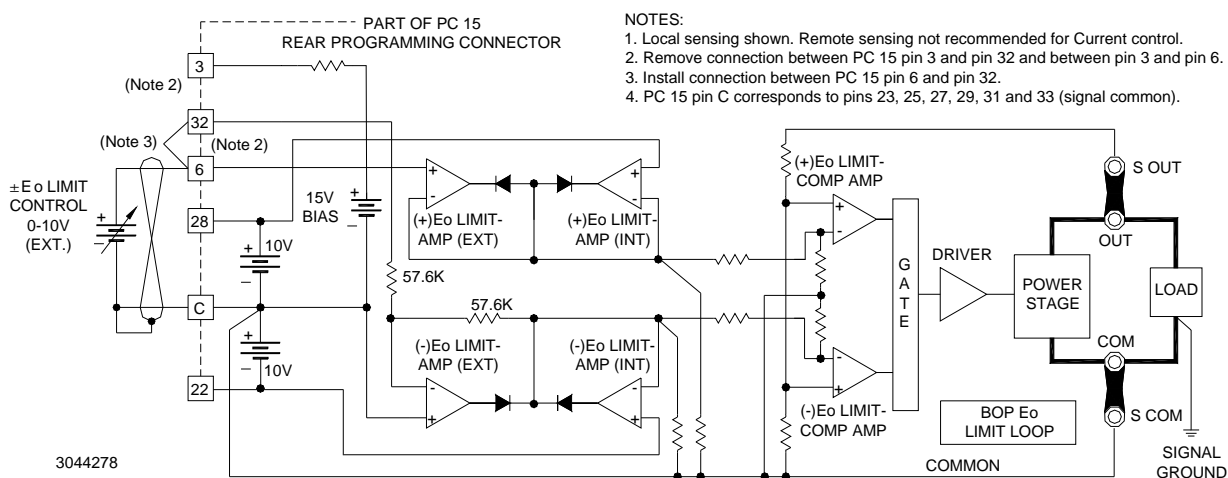 PART OF PC 15
REAR PROGRAMMING CONNECTOR
NOTES:
1. Local sensing shown. Remote sensing not recommended for Current control.
2. Remove connection between PC 15 pin 3 and pin 32 and between pin 3 and pin 6.
3. Install connection between PC 15 pin 6 and pin 32.
4. PC 15 pin C corresponds to pins 23, 25, 27, 29, 31 and 33 (signal common).
3
(Note 2)
32
(Note 3)
(Note 2)
6
±Eo LIMIT
CONTROL
0-10V
(EXT.)
+
–
28
+
10V
–
C
+
10V
–
22
15V
BIAS
+
–
57.6K
57.6K
+
-
(+)Eo LIMIT-
AMP (EXT)
+
-
(+)Eo LIMIT-
AMP (INT)
(-)Eo LIMIT-
AMP (EXT)
-
+
(-)Eo LIMIT-
AMP (INT)
-
+
(+)Eo LIMIT-
COMP AMP
+
-
-
+
(-)Eo LIMIT-
COMP AMP
G
A
T
E
DRIVER
POWER
STAGE
S OUT
OUT
LOAD
COM
S COM
BOP Eo
LIMIT LOOP
COMMON
SIGNAL
GROUND
3044278